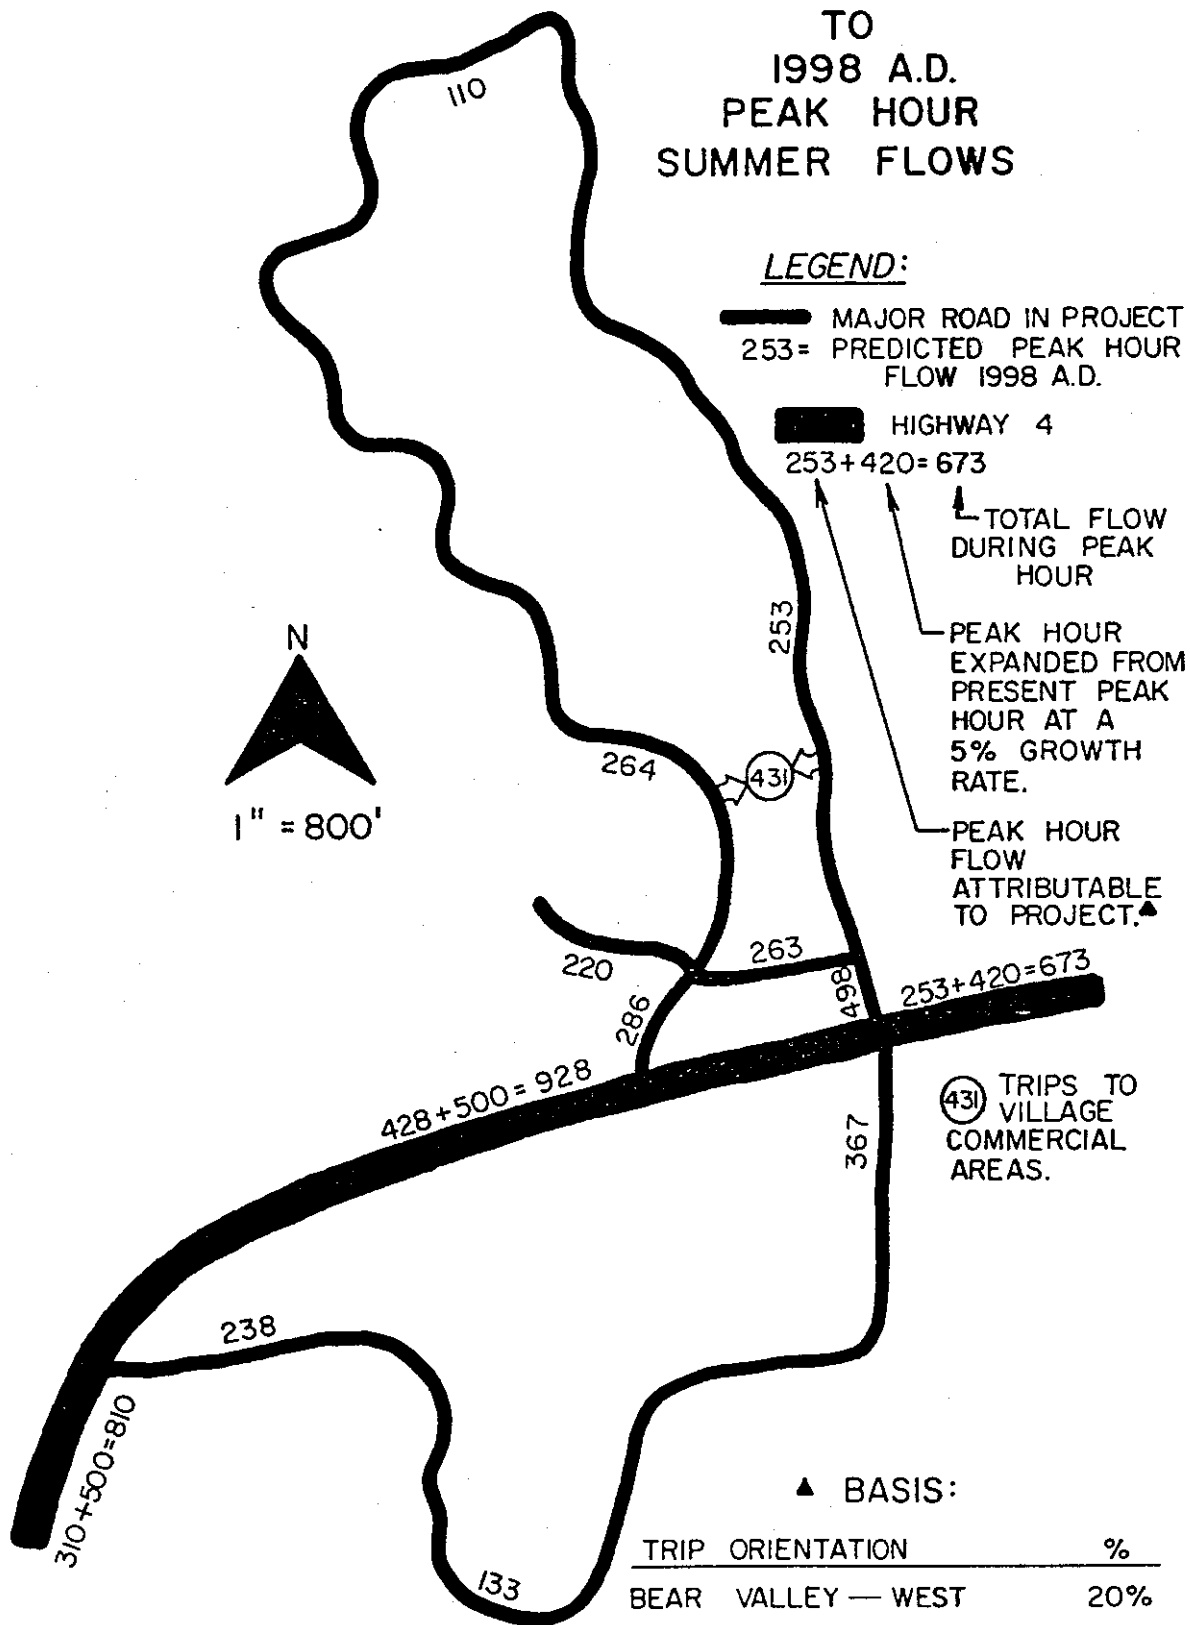 TO
1998 A.D.
PEAK HOUR
SUMMER FLOWS
110
LEGEND:
MAJOR ROAD IN PROJECT
253= PREDICTED PEAK HOUR
FLOW 1998 A.D.
HIGHWAY 4
253+420=673
TOTAL FLOW
DURING PEAK
HOUR
PEAK HOUR
EXPANDED FROM
PRESENT PEAK
HOUR AT A
5% GROWTH
RATE.
PEAK HOUR
FLOW
ATTRIBUTABLE
TO PROJECT.▲
N
1" = 800'
253
264
431
220
263
286
498
253+420=673
428+500=928
367
431 TRIPS TO
VILLAGE
COMMERCIAL
AREAS.
238
310+500=810
133
▲ BASIS:
TRIP ORIENTATION %
BEAR VALLEY — WEST 20%